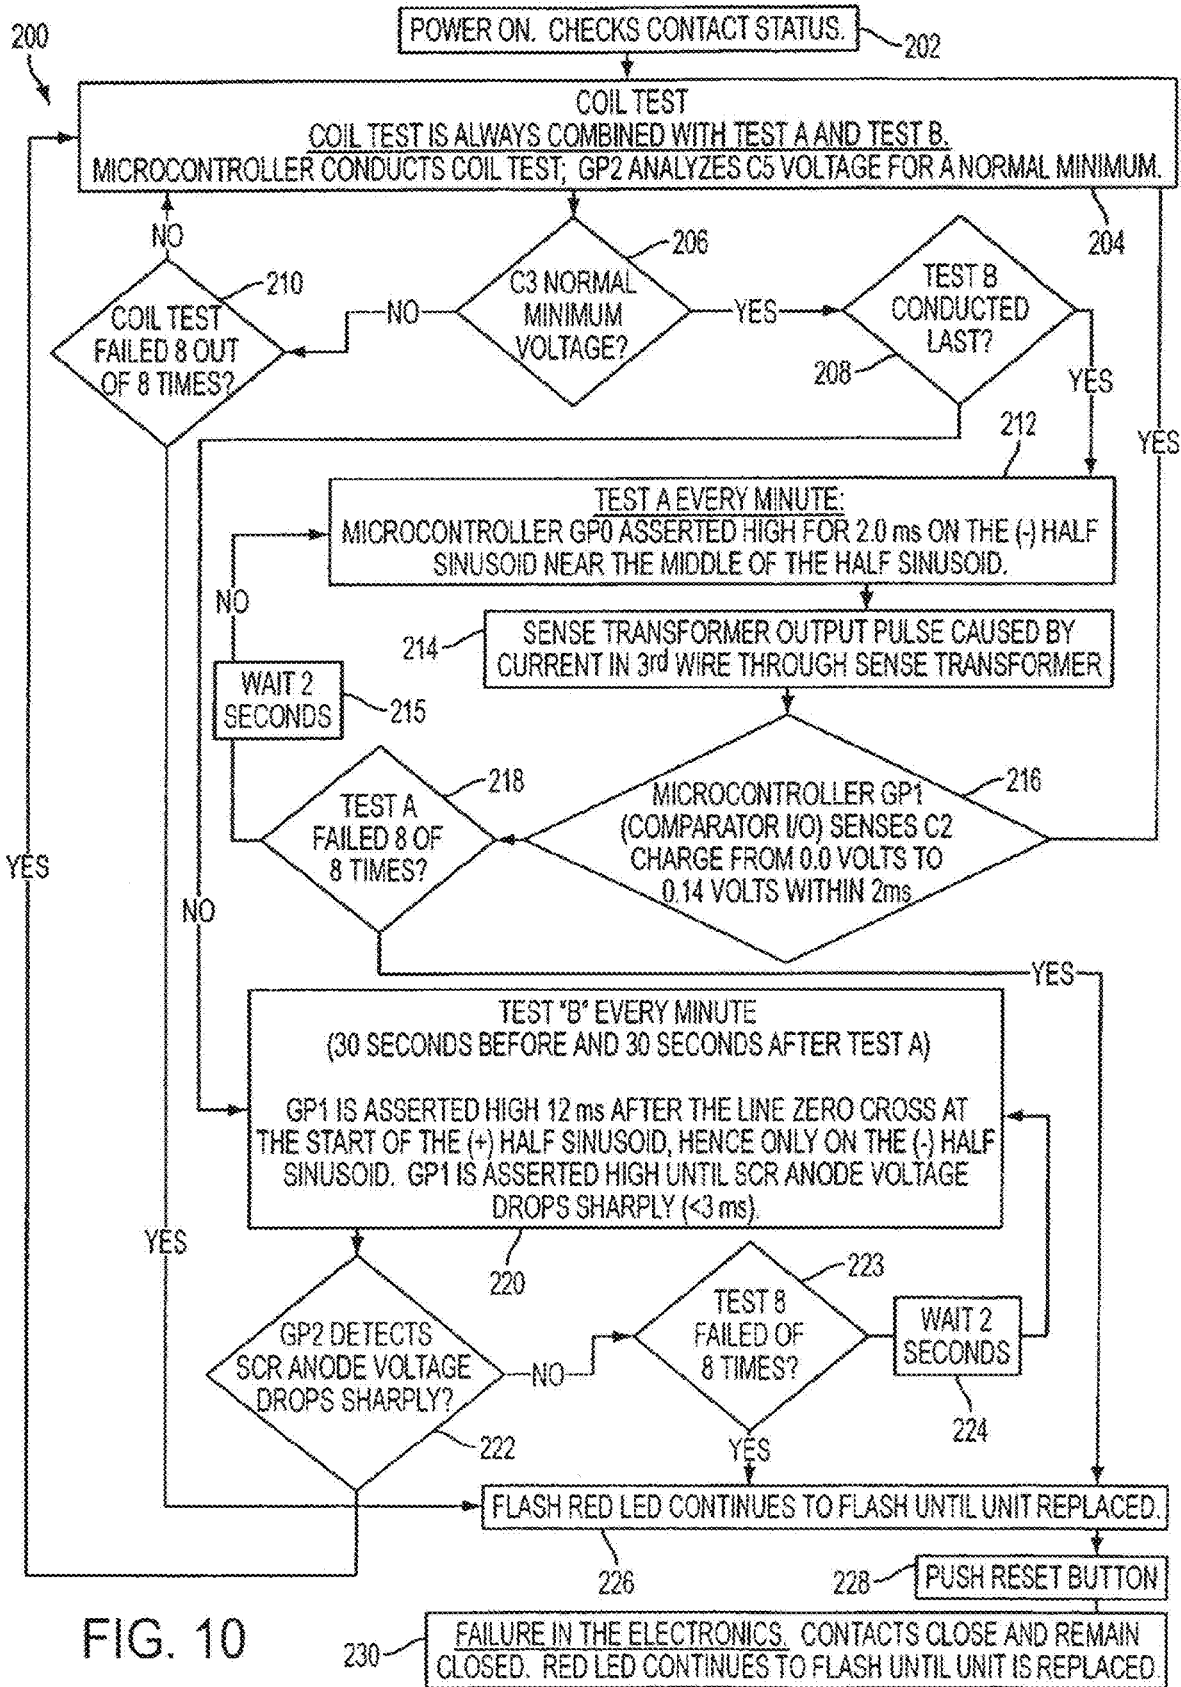 200
POWER ON. CHECKS CONTACT STATUS.
202
COIL TEST
COIL TEST IS ALWAYS COMBINED WITH TEST A AND TEST B.
MICROCONTROLLER CONDUCTS COIL TEST; GP2 ANALYZES C5 VOLTAGE FOR A NORMAL MINIMUM.
204
NO
210
COIL TEST
FAILED 8 OUT
OF 8 TIMES?
NO
206
C3 NORMAL
MINIMUM
VOLTAGE?
YES
TEST B
CONDUCTED
LAST?
208
YES
YES
212
TEST A EVERY MINUTE:
MICROCONTROLLER GP0 ASSERTED HIGH FOR 2.0 ms ON THE (-) HALF
SINUSOID NEAR THE MIDDLE OF THE HALF SINUSOID.
NO
214
SENSE TRANSFORMER OUTPUT PULSE CAUSED BY
CURRENT IN 3rd WIRE THROUGH SENSE TRANSFORMER
WAIT 2
SECONDS
215
218
TEST A
FAILED 8 OF
8 TIMES?
216
MICROCONTROLLER GP1
(COMPARATOR I/O) SENSES C2
CHARGE FROM 0.0 VOLTS TO
0.14 VOLTS WITHIN 2ms
YES
NO
YES
TEST "B" EVERY MINUTE
(30 SECONDS BEFORE AND 30 SECONDS AFTER TEST A)
GP1 IS ASSERTED HIGH 12 ms AFTER THE LINE ZERO CROSS AT
THE START OF THE (+) HALF SINUSOID, HENCE ONLY ON THE (-) HALF
SINUSOID. GP1 IS ASSERTED HIGH UNTIL SCR ANODE VOLTAGE
DROPS SHARPLY (<3 ms).
YES
220
GP2 DETECTS
SCR ANODE VOLTAGE
DROPS SHARPLY?
222
NO
223
TEST 8
FAILED OF
8 TIMES?
WAIT 2
SECONDS
224
YES
FLASH RED LED CONTINUES TO FLASH UNTIL UNIT REPLACED.
226
228
PUSH RESET BUTTON
FIG. 10
230
FAILURE IN THE ELECTRONICS. CONTACTS CLOSE AND REMAIN
CLOSED. RED LED CONTINUES TO FLASH UNTIL UNIT IS REPLACED.